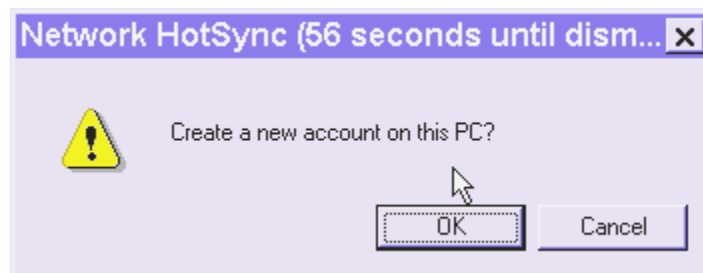 Network HotSync (56 seconds until dism...
Create a new account on this PC?
OK
Cancel